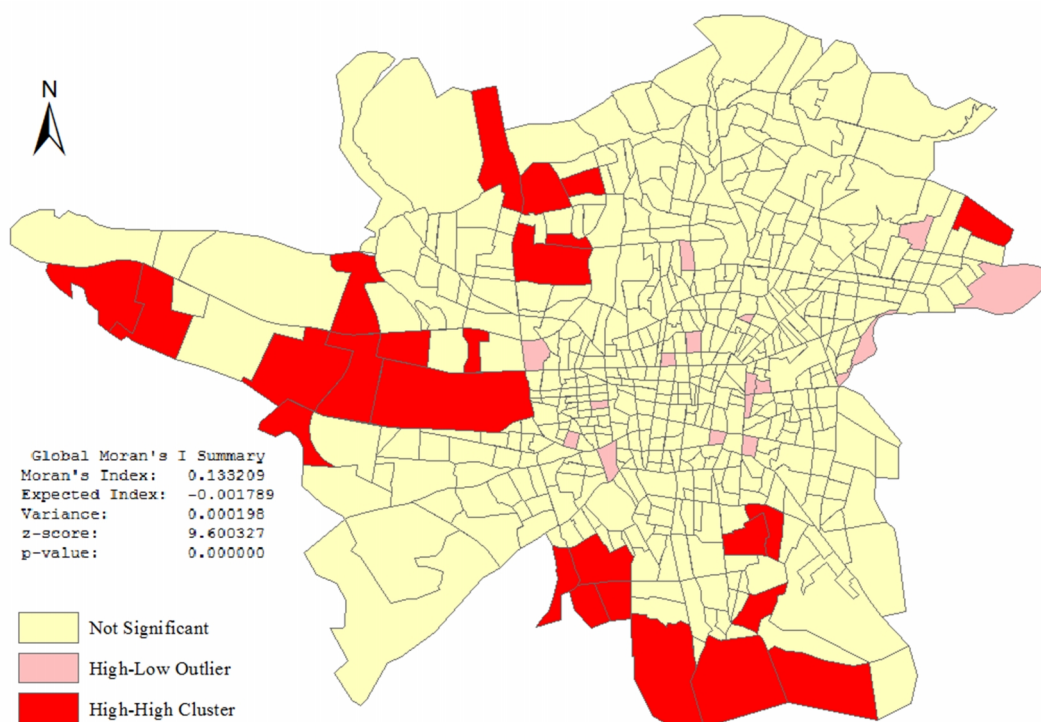 N
Global Moran's I Summary
Moran's Index: 0.133209
Expected Index: -0.001789
Variance: 0.000198
z-score: 9.600327
p-value: 0.000000
Not Significant
High-Low Outlier
High-High Cluster